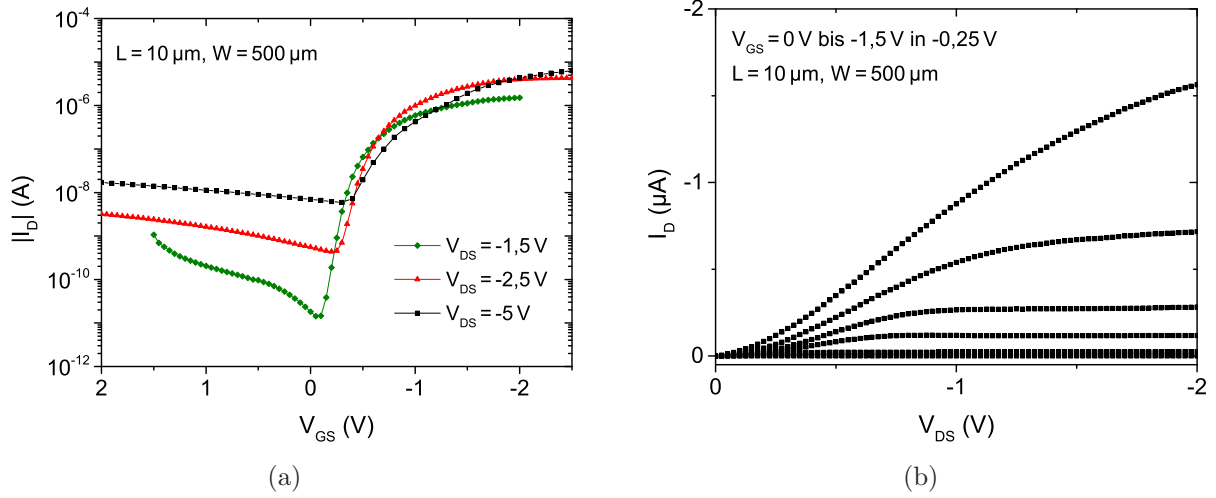 10⁻⁴
10⁻⁶
10⁻⁸
10⁻¹⁰
10⁻¹²
|I_D| (A)
L = 10 µm, W = 500 µm
V_DS = -1,5 V
V_DS = -2,5 V
V_DS = -5 V
2 1 0 -1 -2
V_GS (V)
(a)
-2
-1
0
I_D (µA)
V_GS = 0 V bis -1,5 V in -0,25 V
L = 10 µm, W = 500 µm
0 -1 -2
V_DS (V)
(b)